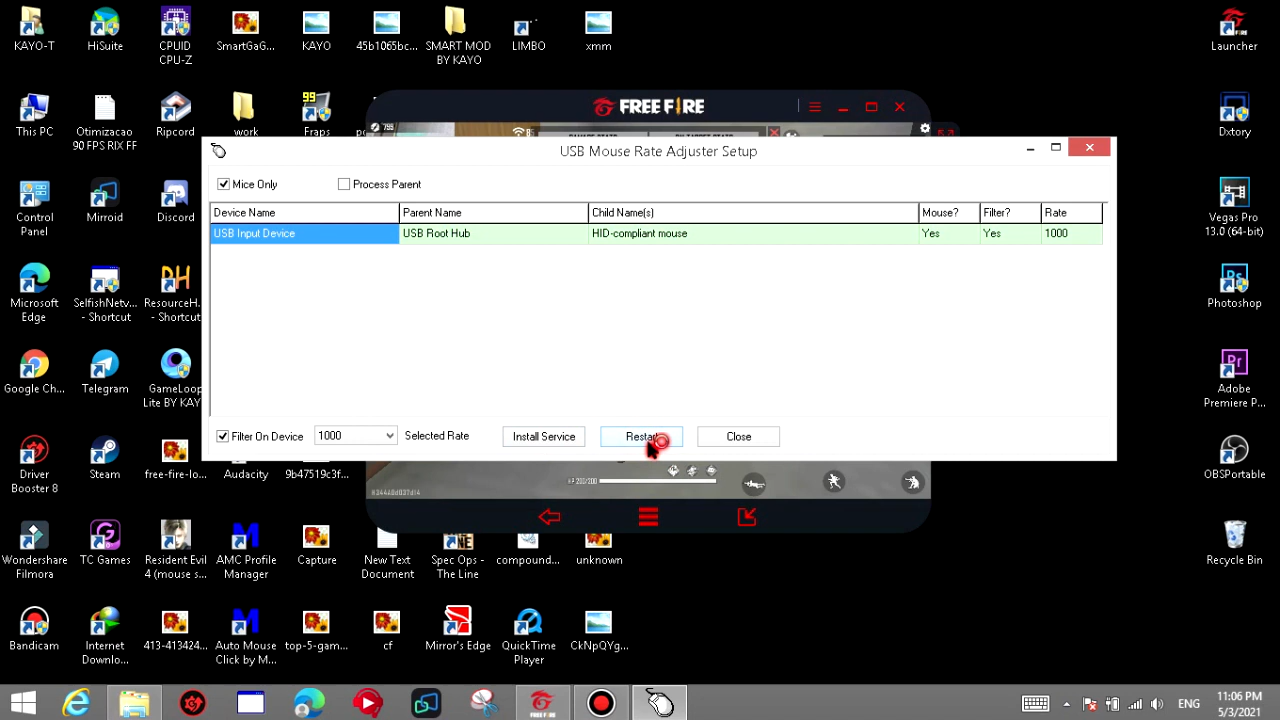 KAYO-T
HiSuite
CPUID
CPU-Z
SmartGaG...
KAYO
45b1065bc...
SMART MOD
BY KAYO
LIMBO
xmm
Launcher
FREE FIRE
This PC
Otimizacao
90 FPS RIX FF
Ripcord
work
99
Fraps
Dxtory
USB Mouse Rate Adjuster Setup
Mice Only
Process Parent
Device Name
Parent Name
Child Name(s)
Mouse?
Filter?
Rate
USB Input Device
USB Root Hub
HID-compliant mouse
Yes
Yes
1000
Control
Panel
Mirroid
Discord
Vegas Pro
13.0 (64-bit)
Microsoft
Edge
SelfishNetv...
- Shortcut
ResourceH...
- Shortcut
Photoshop
Google Ch...
Telegram
GameLoop
Lite BY KAY
Adobe
Premiere P...
Filter On Device
1000
Selected Rate
Install Service
Restart
Close
Driver
Booster 8
Steam
free-fire-lo...
Audacity
9b47519c3f...
HP 200/200
OBSPortable
Wondershare
Filmora
TC Games
Resident Evil
4 (mouse s...
AMC Profile
Manager
Capture
New Text
Document
Spec Ops -
The Line
compound...
unknown
Recycle Bin
Bandicam
Internet
Downlo...
413-413424...
Auto Mouse
Click by M...
top-5-gam...
cf
Mirror's Edge
QuickTime
Player
CkNpQYg...
FREE FIRE
ENG
11:06 PM
5/3/2021